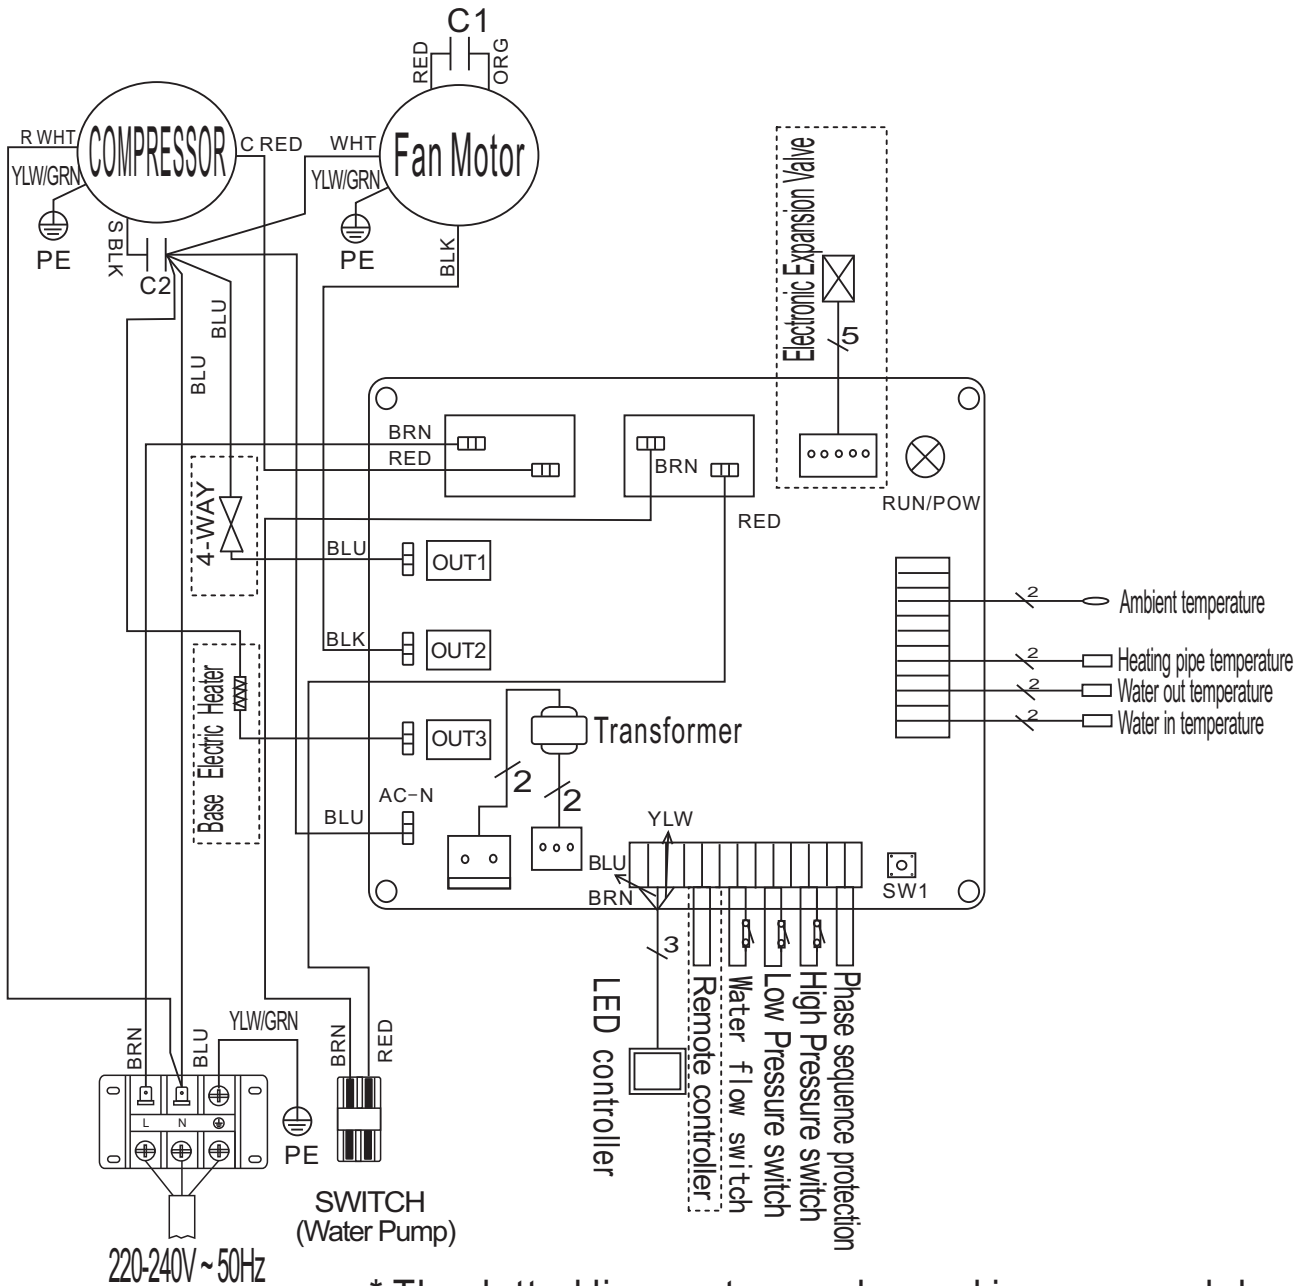 C1
RED
ORG
COMPRESSOR
Fan Motor
R WHT
C RED
WHT
YLW/GRN
YLW/GRN
PE
PE
S BLK
C2
BLK
BLU
BLU
Electronic Expansion Valve
5
BRN
RED
BRN
RED
RUN/POW
4-WAY
BLU
OUT1
2
Ambient temperature
BLK
OUT2
2
Heating pipe temperature
2
Water out temperature
2
Water in temperature
Base Electric Heater
OUT3
Transformer
2
2
AC-N
BLU
YLW
BLU
BRN
SW1
3
LED controller
Remote controller
Water flow switch
Low Pressure switch
High Pressure switch
Phase sequence protection
BRN
BLU
YLW/GRN
BRN
RED
L
N
PE
SWITCH
(Water Pump)
220-240V ~ 50Hz